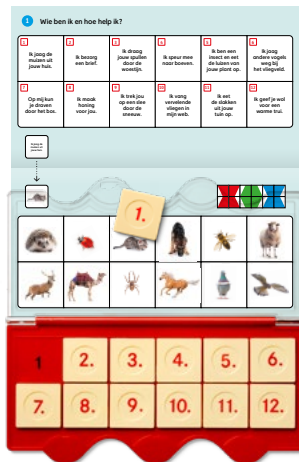 1 Wie ben ik en hoe help ik?
1
Ik jaag de
muizen uit
jouw huis.
2
Ik bezorg
een brief.
3
Ik draag
jouw spullen
door de
woestijn.
4
Ik speur mee
naar boeven.
5
Ik ben een
insect en eet
de luizen van
jouw plant op.
6
Ik jaag
andere vogels
weg bij
het vliegveld.
7
Op mij kun
je draven
door het bos.
8
Ik maak
honing
voor jou.
9
Ik trek jou
op een slee
door de
sneeuw.
10
Ik vang
vervelende
vliegen in
mijn web.
11
Ik eet
de slakken
uit jouw
tuin op.
12
Ik geef je wol
voor een
warme trui.
1.
1
2.
3.
4.
5.
6.
7.
8.
9.
10.
11.
12.